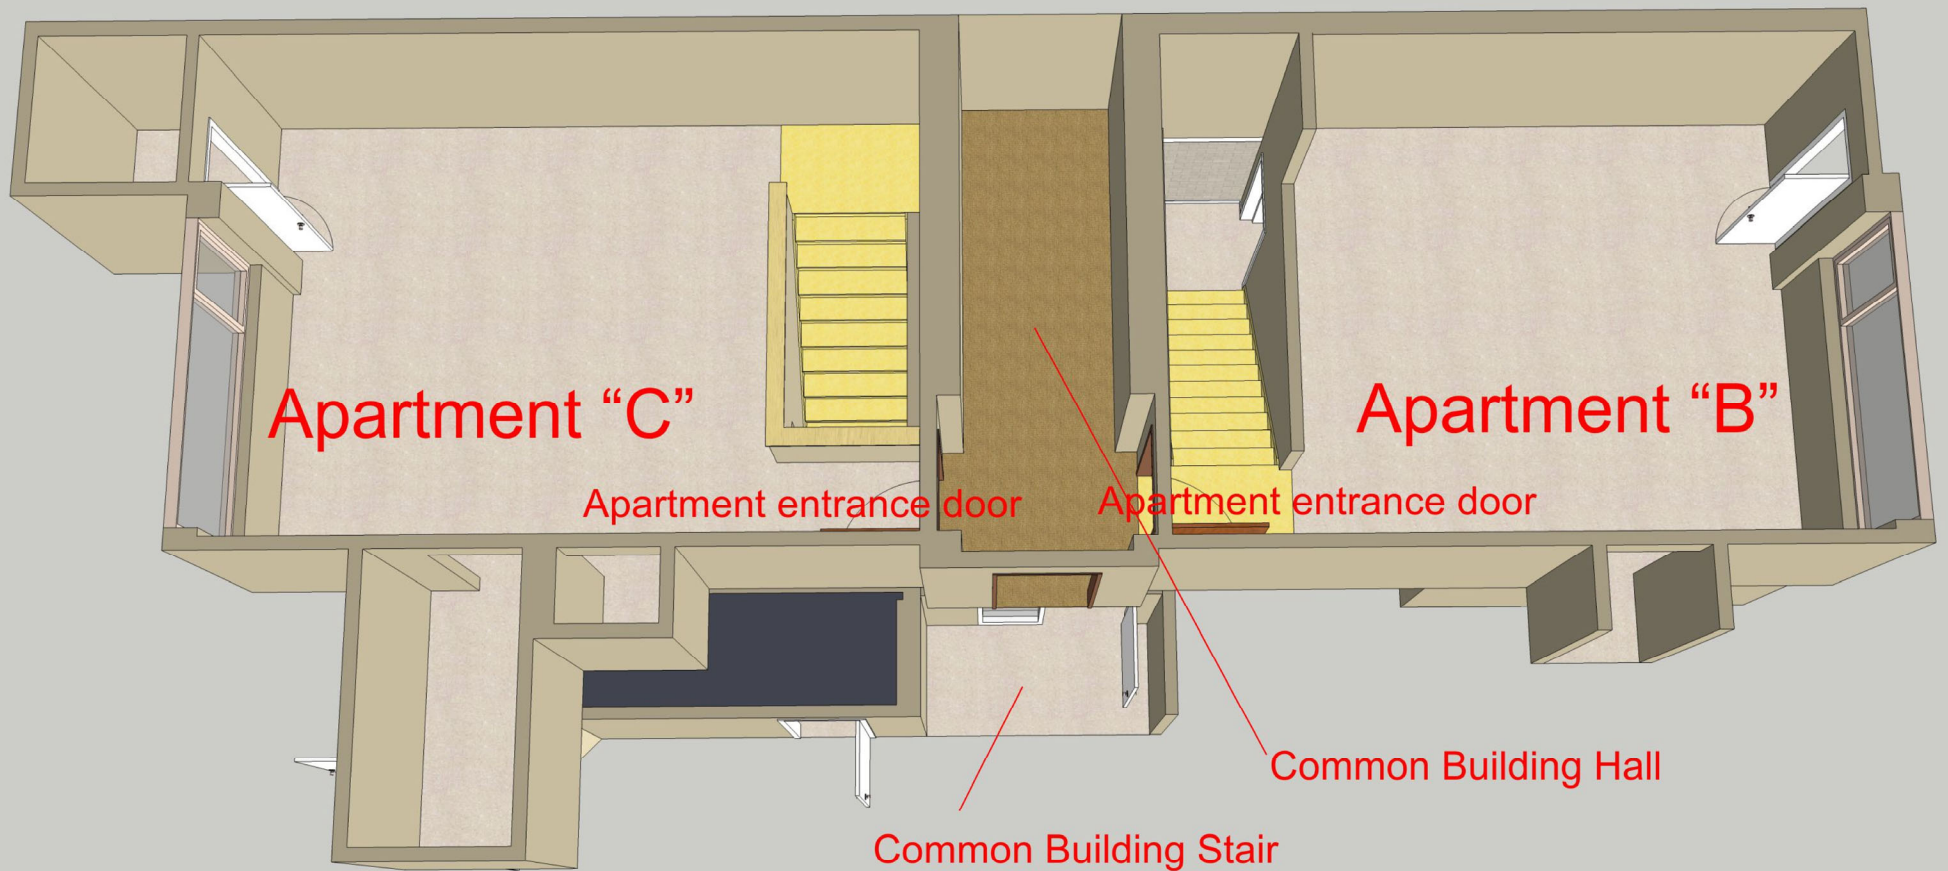 Apartment “C”
Apartment “B”
Apartment entrance door
Apartment entrance door
Common Building Hall
Common Building Stair